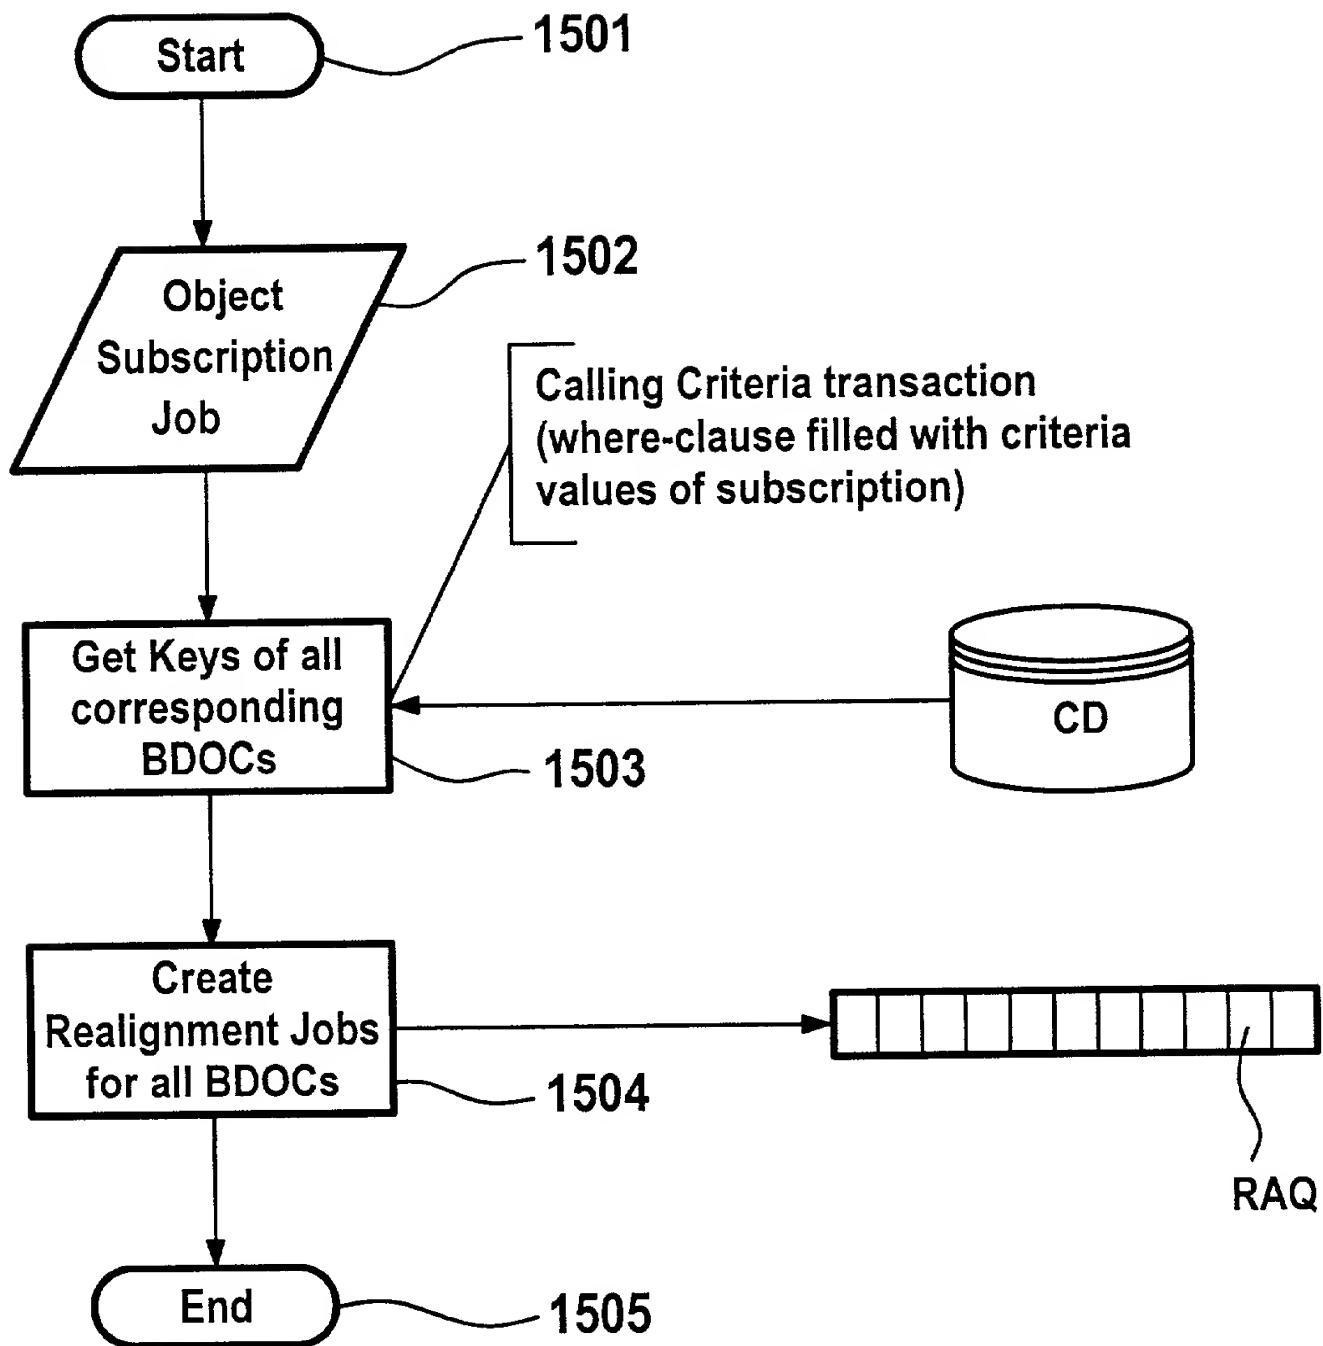 Start
1501
1502
Object
Subscription
Job
Calling Criteria transaction
(where-clause filled with criteria
values of subscription)
Get Keys of all
corresponding
BDOCs
1503
CD
Create
Realignment Jobs
for all BDOCs
1504
RAQ
End
1505